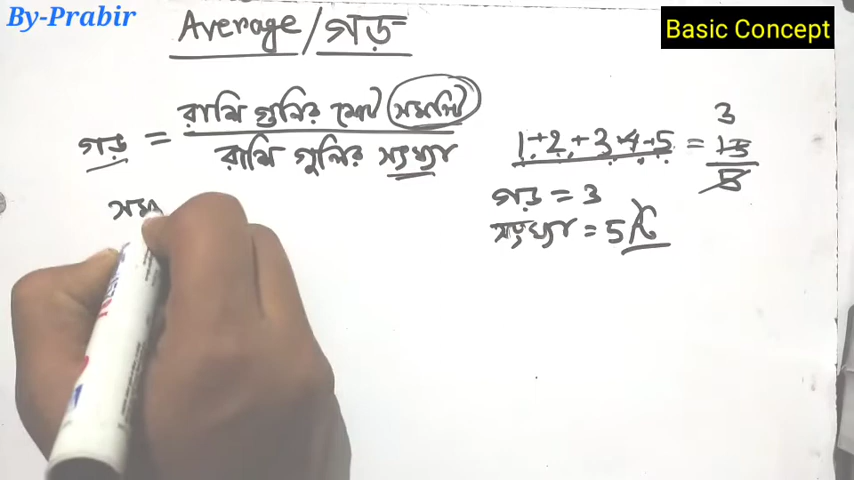 By-Prabir
Average/গড়
Basic Concept
গড় = রাশি গুলির মোট সমষ্টি
রাশি গুলির সংখ্যা
3
1+2+3+4+5 = 15
5
গড় = 3
সংখ্যা = 5
সম